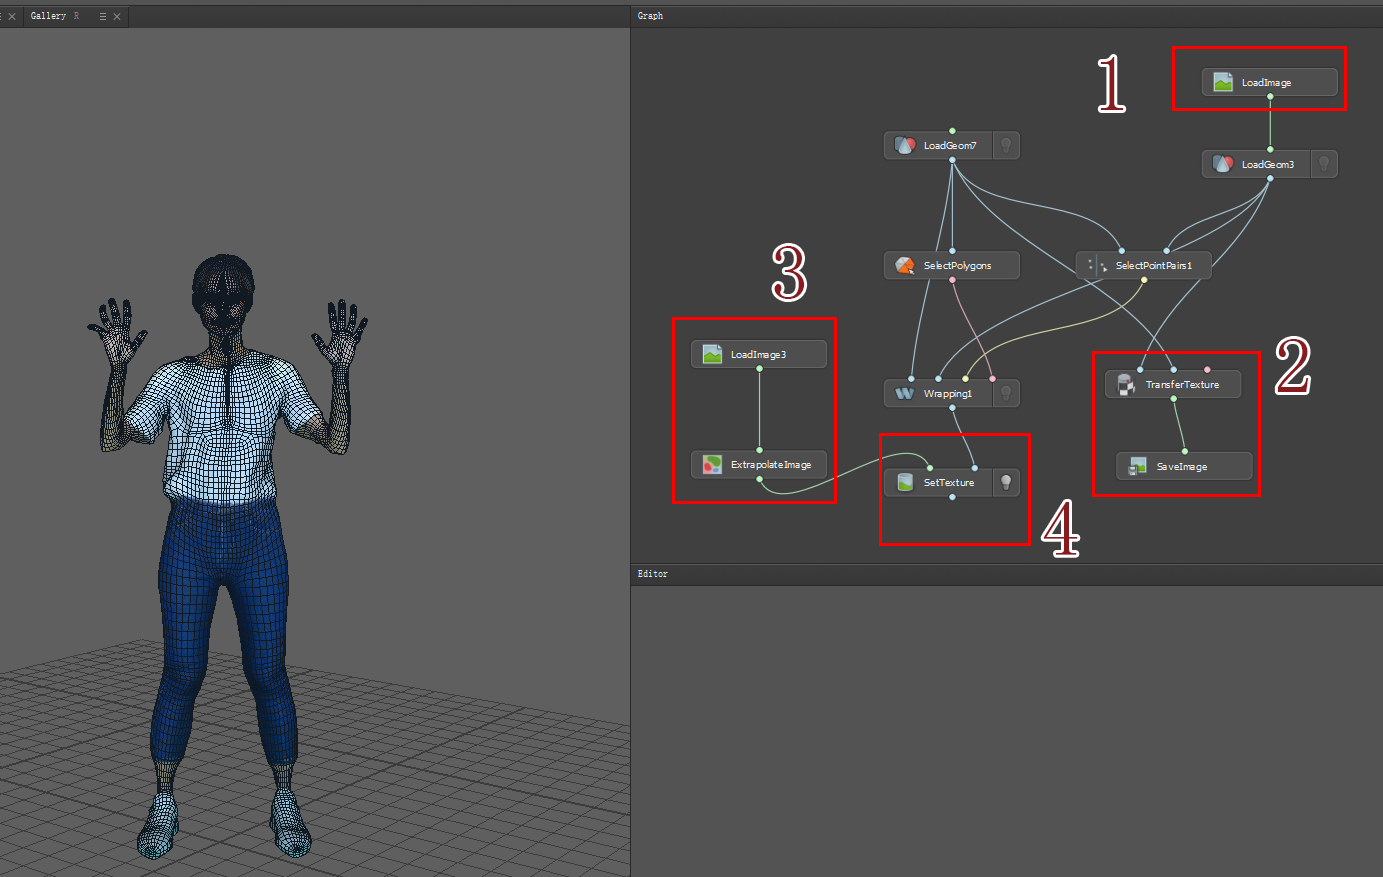 Gallery R
Graph
1
LoadImage
LoadGeom7
LoadGeom3
3
SelectPolygons
SelectPointPairs1
2
LoadImage3
Wrapping1
TransferTexture
ExtrapolateImage
SetTexture
SaveImage
4
Editor